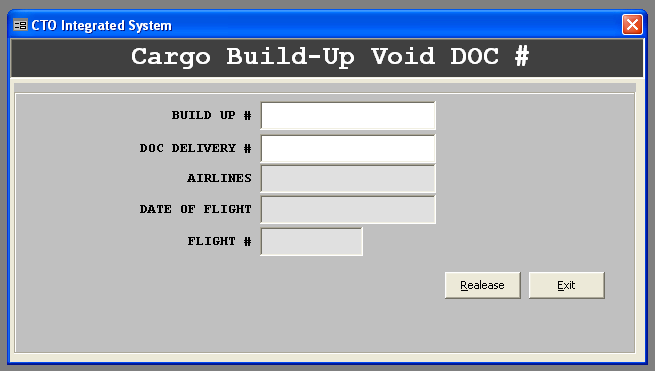 CTO Integrated System
Cargo Build-Up Void DOC #
BUILD UP #
DOC DELIVERY #
AIRLINES
DATE OF FLIGHT
FLIGHT #
Realease Exit